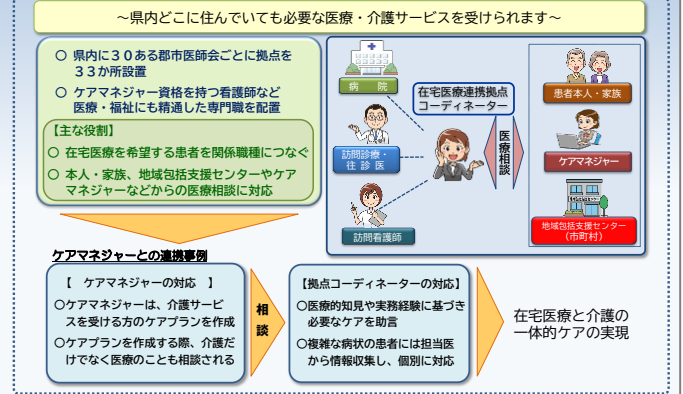 ～県内どこに住んでいても必要な医療・介護サービスを受けられます～
○ 県内に３０ある郡市医師会ごとに拠点を
３３か所設置
○ ケアマネジャー資格を持つ看護師など
医療・福祉にも精通した専門職を配置
【主な役割】
○ 在宅医療を希望する患者を関係職種につなぐ
○ 本人・家族、地域包括支援センターやケア
マネジャーなどからの医療相談に対応
病　院
訪問診療・
往 診 医
訪問看護師
在宅医療連携拠点
コーディネーター
医療相談
患者本人・家族
ケアマネジャー
地域包括支援センター
（市町村）
ケアマネジャーとの連携事例
【　ケアマネジャーの対応　】
○ケアマネジャーは、介護サービ
スを受ける方のケアプランを作成
○ケアプランを作成する際、介護だ
けでなく医療のことも相談される
相
談
【拠点コーディネーターの対応】
○医療的知見や実務経験に基づき
必要なケアを助言
○複雑な病状の患者には担当医
から情報収集し、個別に対応
在宅医療と介護の
一体的ケアの実現